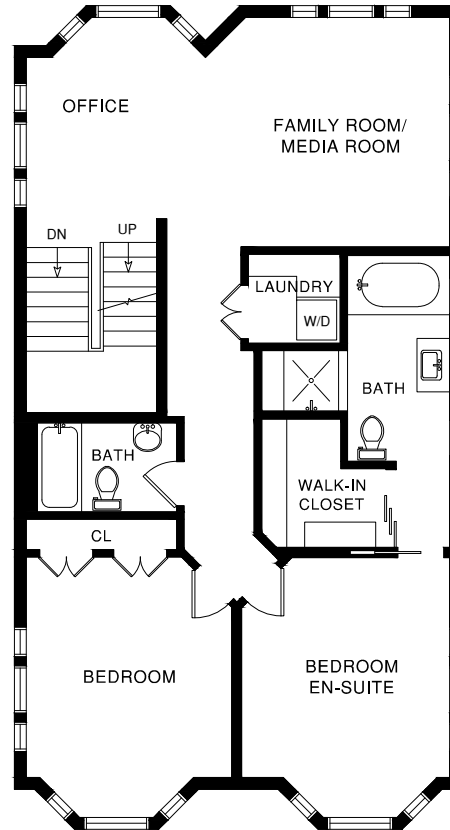 OFFICE
FAMILY ROOM/
MEDIA ROOM
DN
UP
LAUNDRY
W/D
BATH
BATH
WALK-IN
CLOSET
CL
BEDROOM
BEDROOM
EN-SUITE